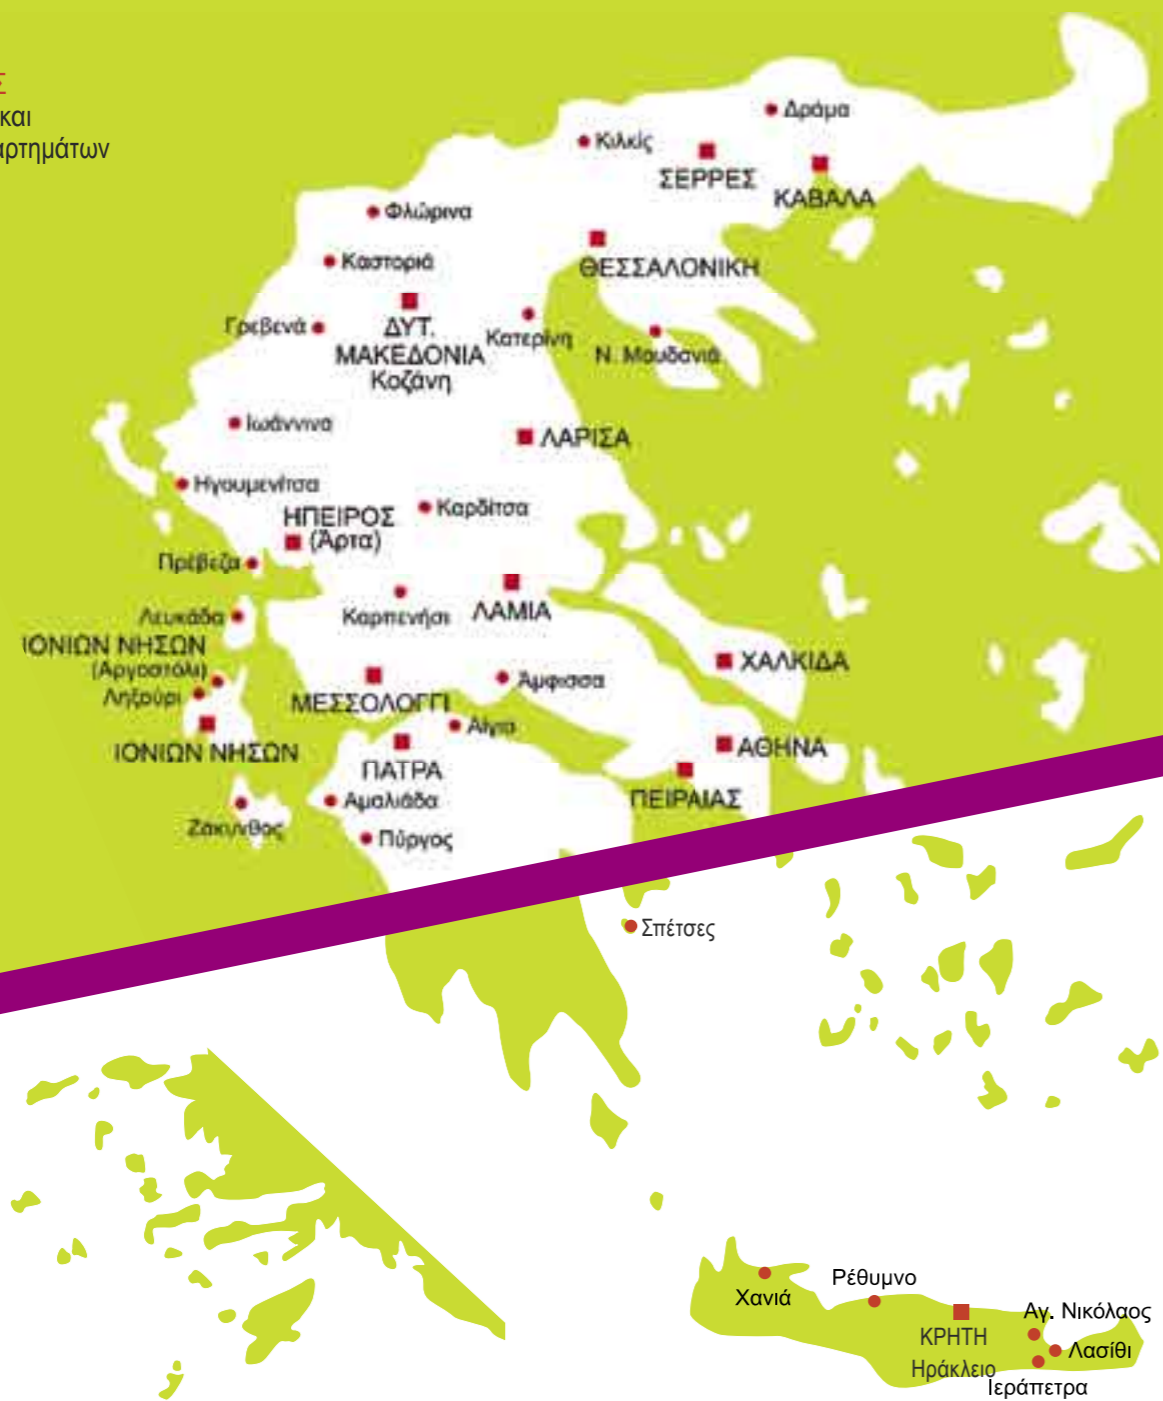 Σ
και
αρτημάτων
Δράμα
Κιλκίς
ΣΕΡΡΕΣ
ΚΑΒΑΛΑ
Φλώρινα
Καστοριά
ΘΕΣΣΑΛΟΝΙΚΗ
Γρεβενά
ΔΥΤ.
ΜΑΚΕΔΟΝΙΑ
Κοζάνη
Κατερίνη
Ν. Μουδανιά
Ιωάννινα
ΛΑΡΙΣΑ
Ηγουμενίτσα
ΗΠΕΙΡΟΣ
(Άρτα)
Καρδίτσα
Πρέβεζα
Λευκάδα
Καρπενήσι
ΛΑΜΙΑ
ΙΟΝΙΩΝ ΝΗΣΩΝ
(Αργοστόλι)
Ληξούρι
ΧΑΛΚΙΔΑ
ΜΕΣΣΟΛΟΓΓΙ
Άμφισσα
ΙΟΝΙΩΝ ΝΗΣΩΝ
Αίγιο
ΑΘΗΝΑ
ΠΑΤΡΑ
ΠΕΙΡΑΙΑΣ
Αμαλιάδα
Ζάκυνθος
Πύργος
Σπέτσες
Χανιά
Ρέθυμνο
ΚΡΗΤΗ
Ηράκλειο
Αγ. Νικόλαος
Λασίθι
Ιεράπετρα